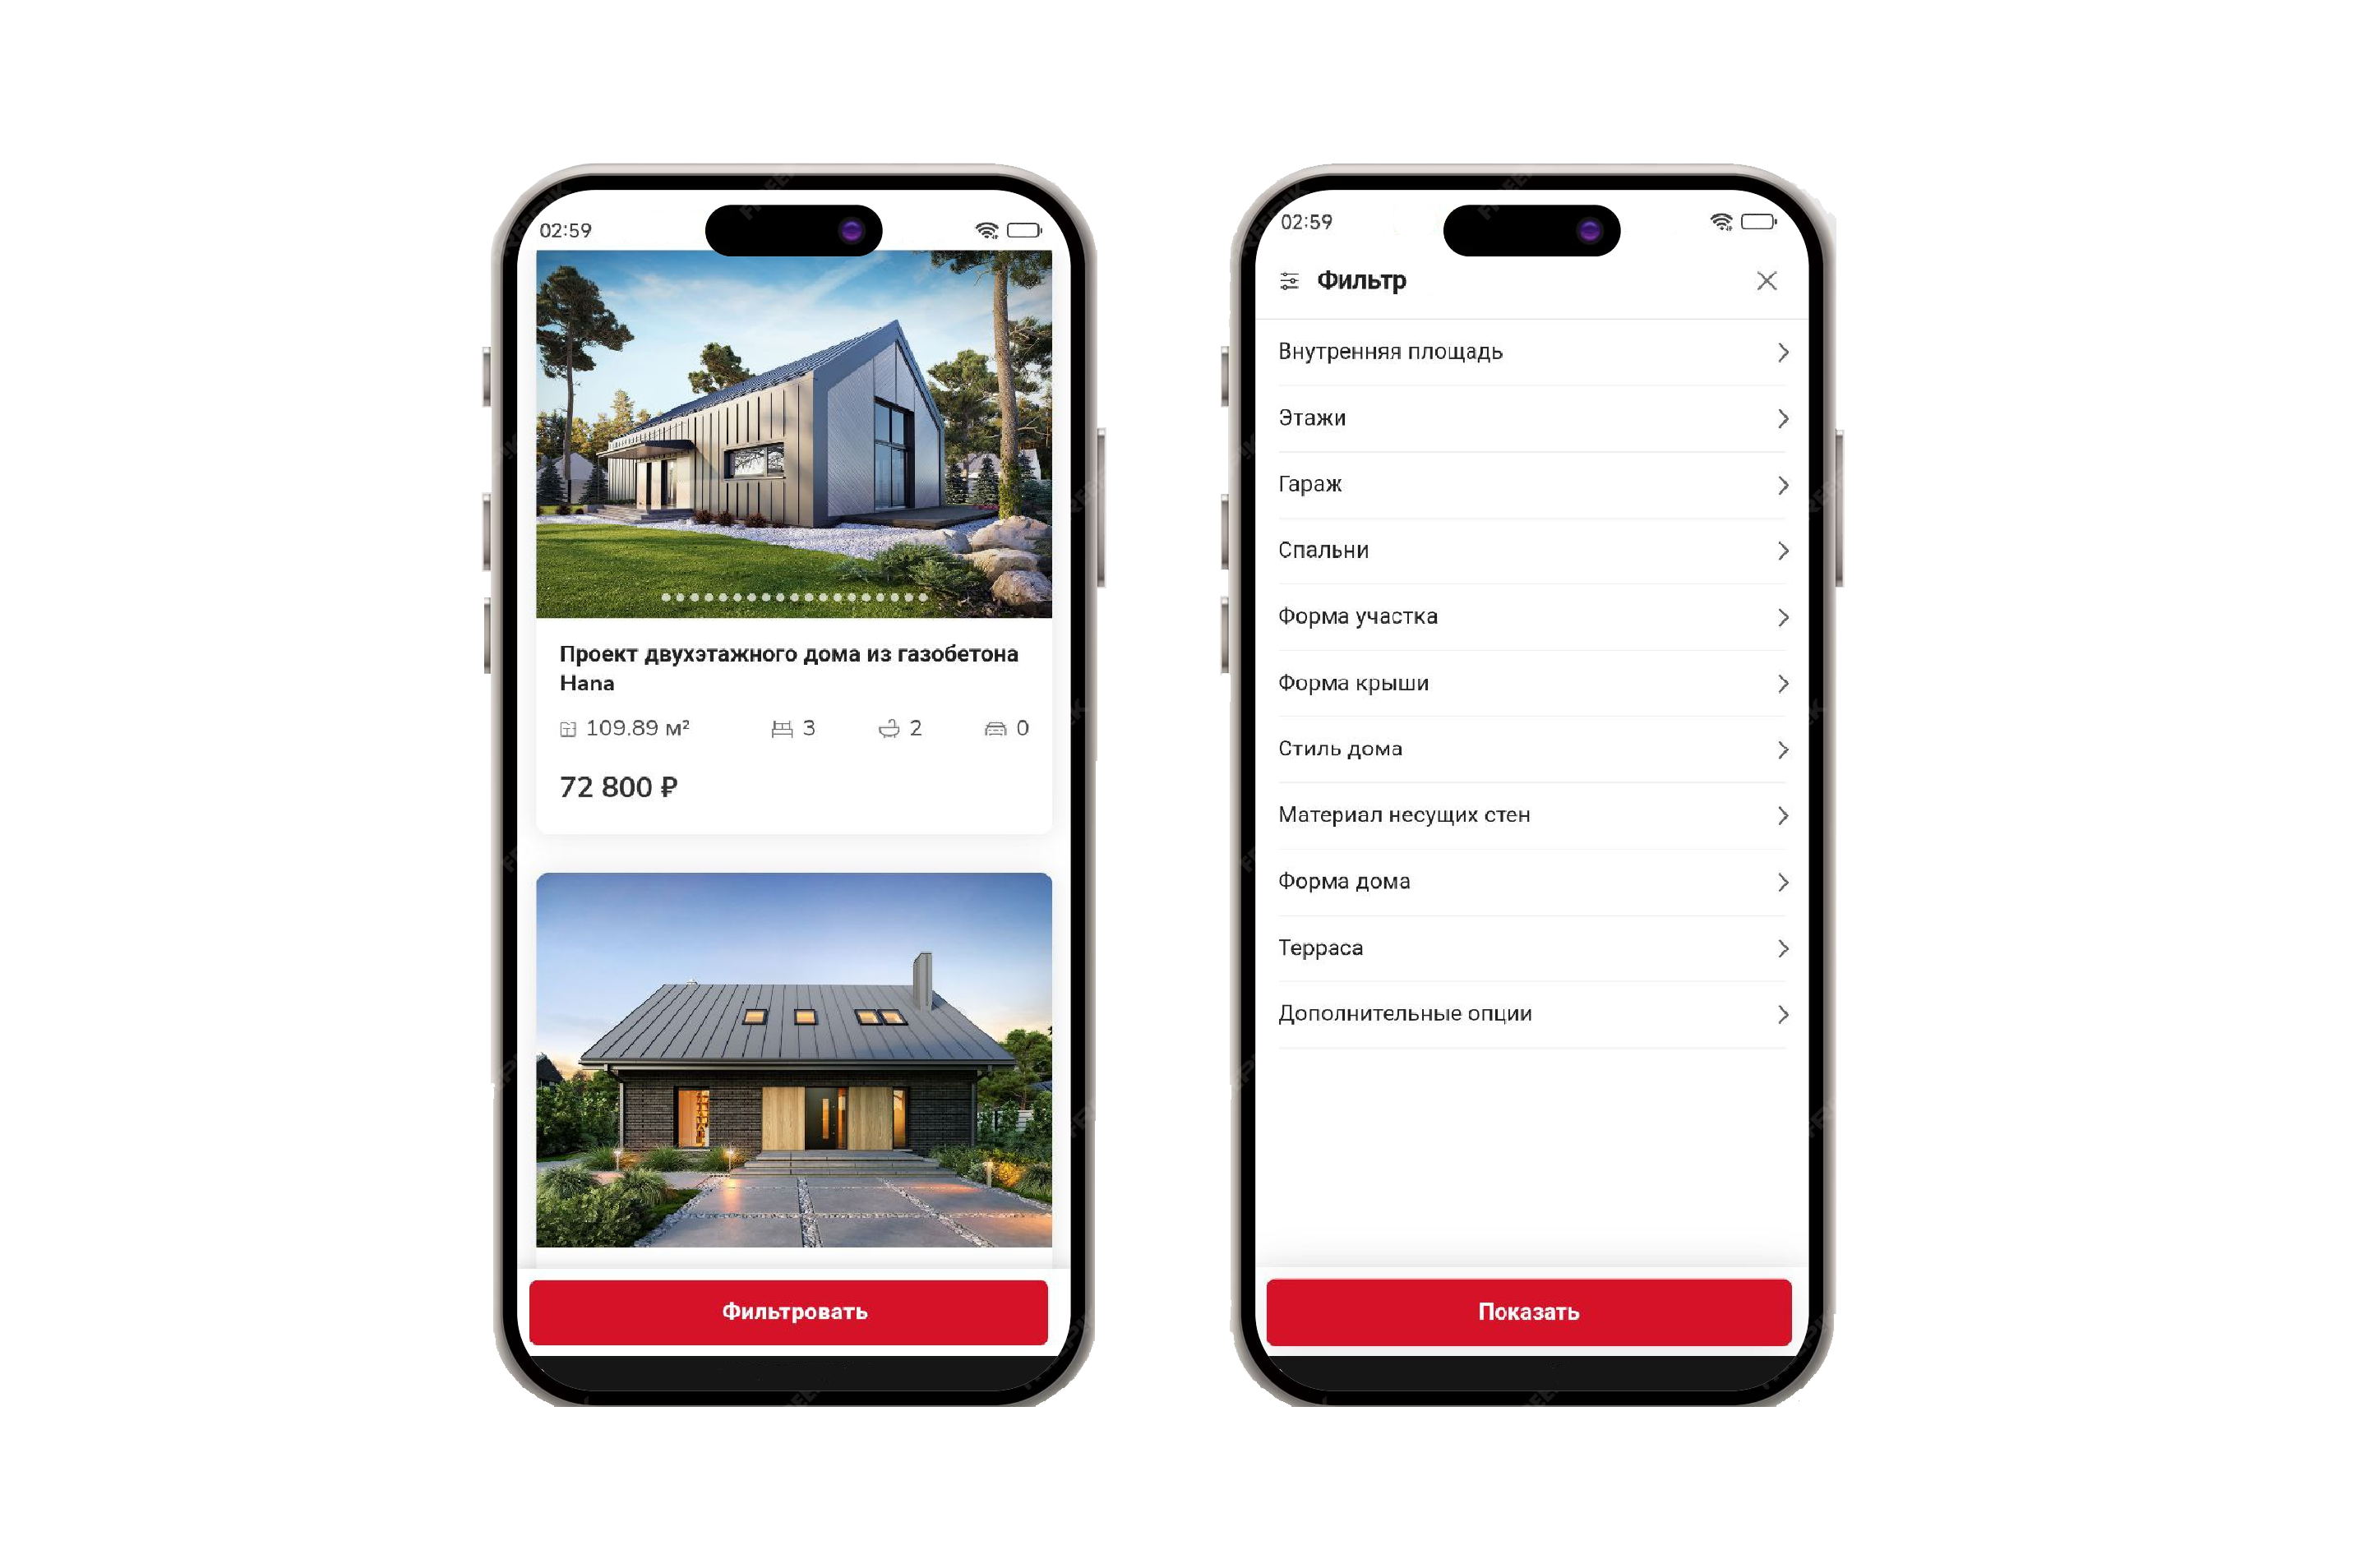 02:59
Проект двухэтажного дома из газобетона
Hana
109.89 м² 3 2 0
72 800 ₽
Фильтровать
02:59
Фильтр
Внутренняя площадь
Этажи
Гараж
Спальни
Форма участка
Форма крыши
Стиль дома
Материал несущих стен
Форма дома
Терраса
Дополнительные опции
Показать